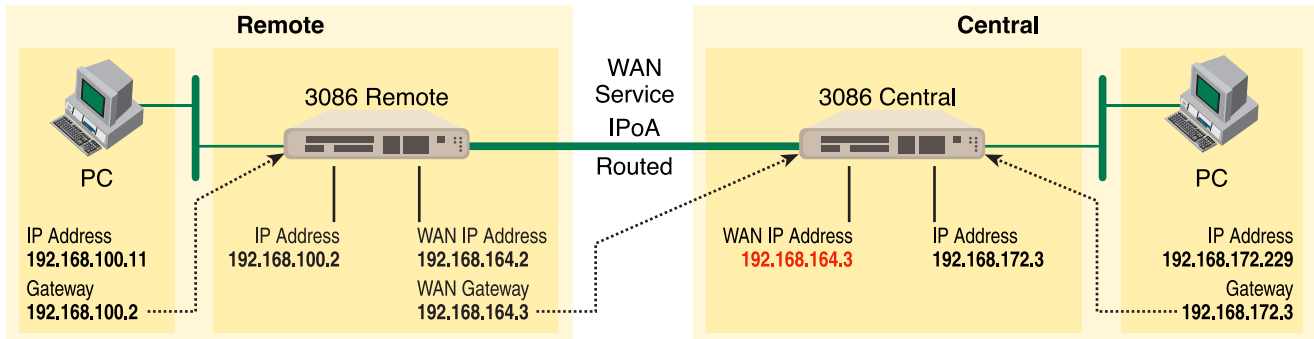 Remote
Central
3086 Remote
WAN
Service
IPoA
Routed
3086 Central
PC
PC
IP Address
192.168.100.11
Gateway
192.168.100.2
IP Address
192.168.100.2
WAN IP Address
192.168.164.2
WAN Gateway
192.168.164.3
WAN IP Address
192.168.164.3
IP Address
192.168.172.3
IP Address
192.168.172.229
Gateway
192.168.172.3